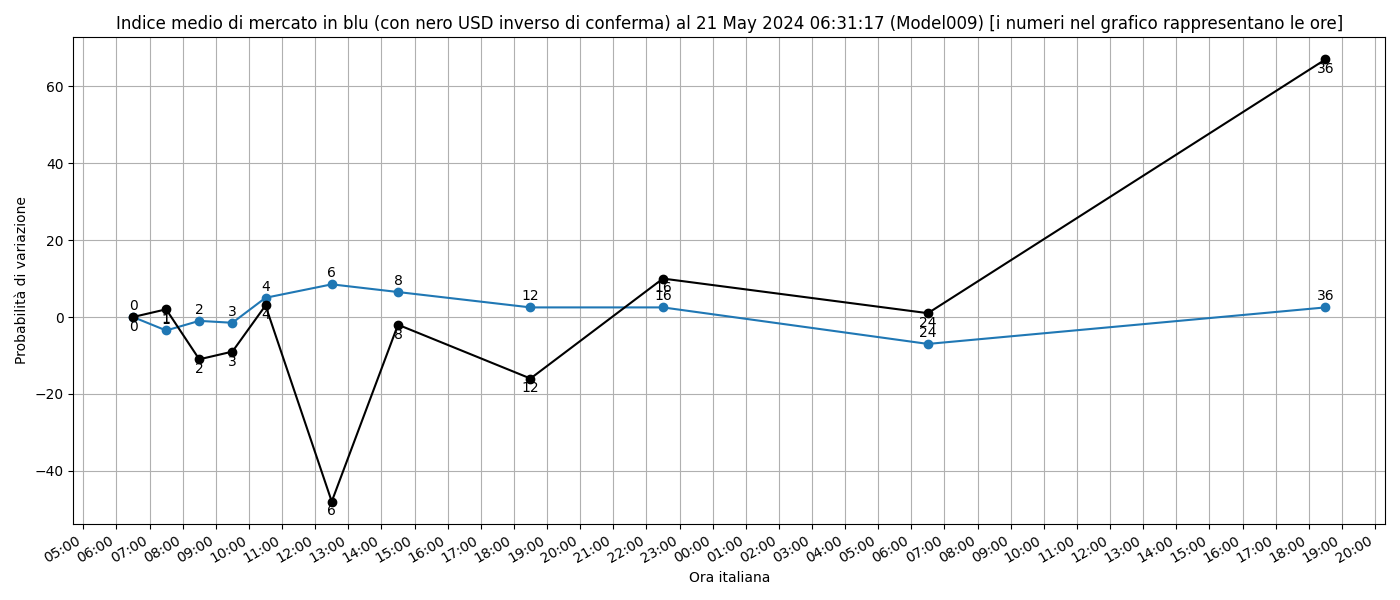 Indice medio di mercato in blu (con nero USD inverso di conferma) al 21 May 2024 06:31:17 (Model009) [i numeri nel grafico rappresentano le ore]
Probabilità di variazione
60
40
20
0
−20
−40
0 1 2 3 4 6 8 12 16 24 36
0 1 2 3 4 6 8 12 16 24 36
05:00 06:00 07:00 08:00 09:00 10:00 11:00 12:00 13:00 14:00 15:00 16:00 17:00 18:00 19:00 20:00 21:00 22:00 23:00 00:00 01:00 02:00 03:00 04:00 05:00 06:00 07:00 08:00 09:00 10:00 11:00 12:00 13:00 14:00 15:00 16:00 17:00 18:00 19:00 20:00
Ora italiana